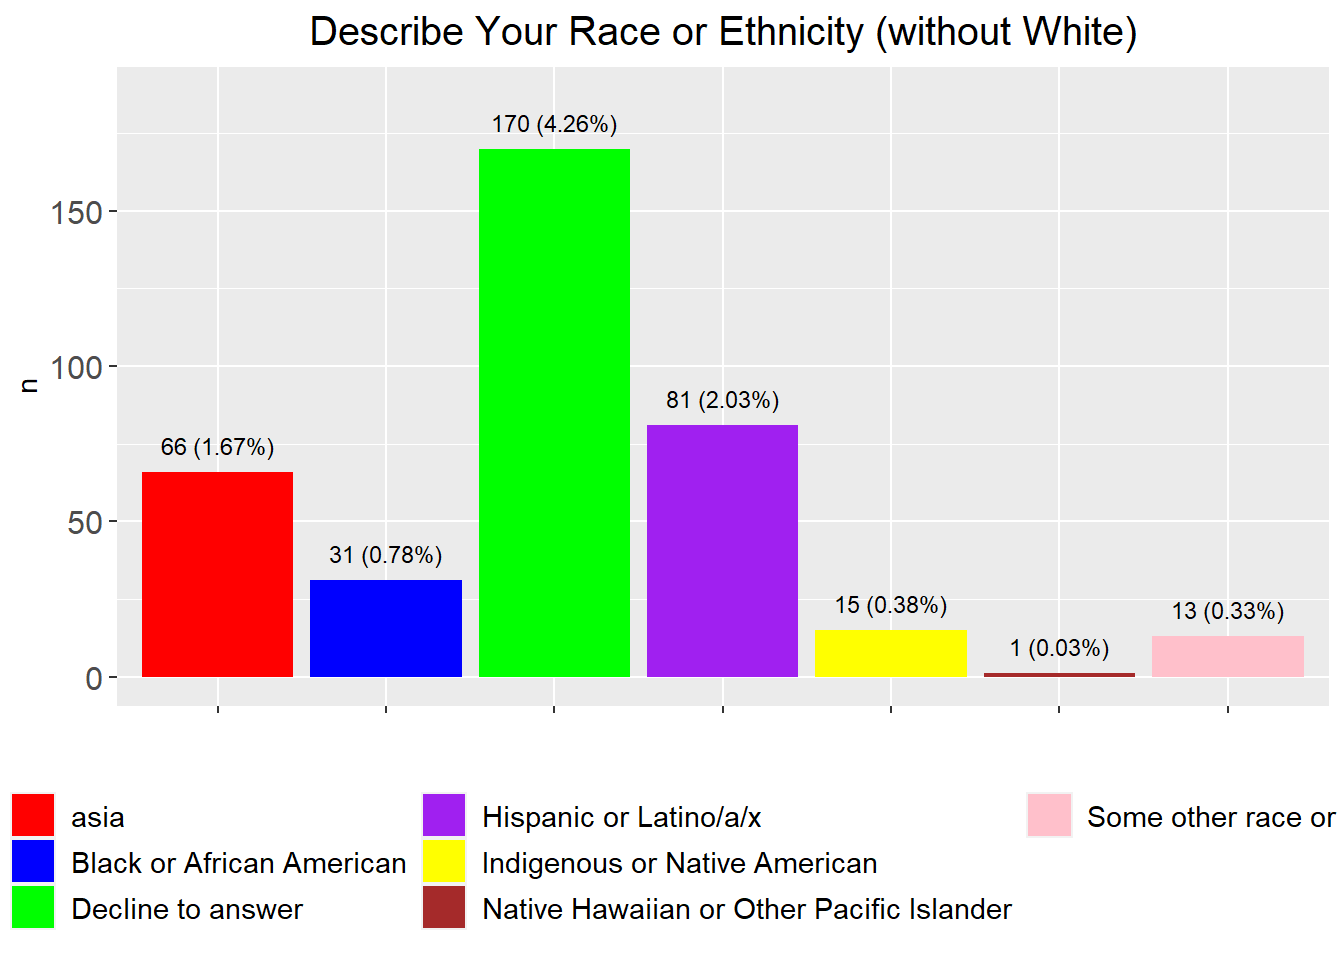 Describe Your Race or Ethnicity (without White)
170 (4.26%)
150
100
n
81 (2.03%)
66 (1.67%)
50
31 (0.78%)
15 (0.38%)
13 (0.33%)
1 (0.03%)
0
asia
Hispanic or Latino/a/x
Some other race or
Black or African American
Indigenous or Native American
Decline to answer
Native Hawaiian or Other Pacific Islander